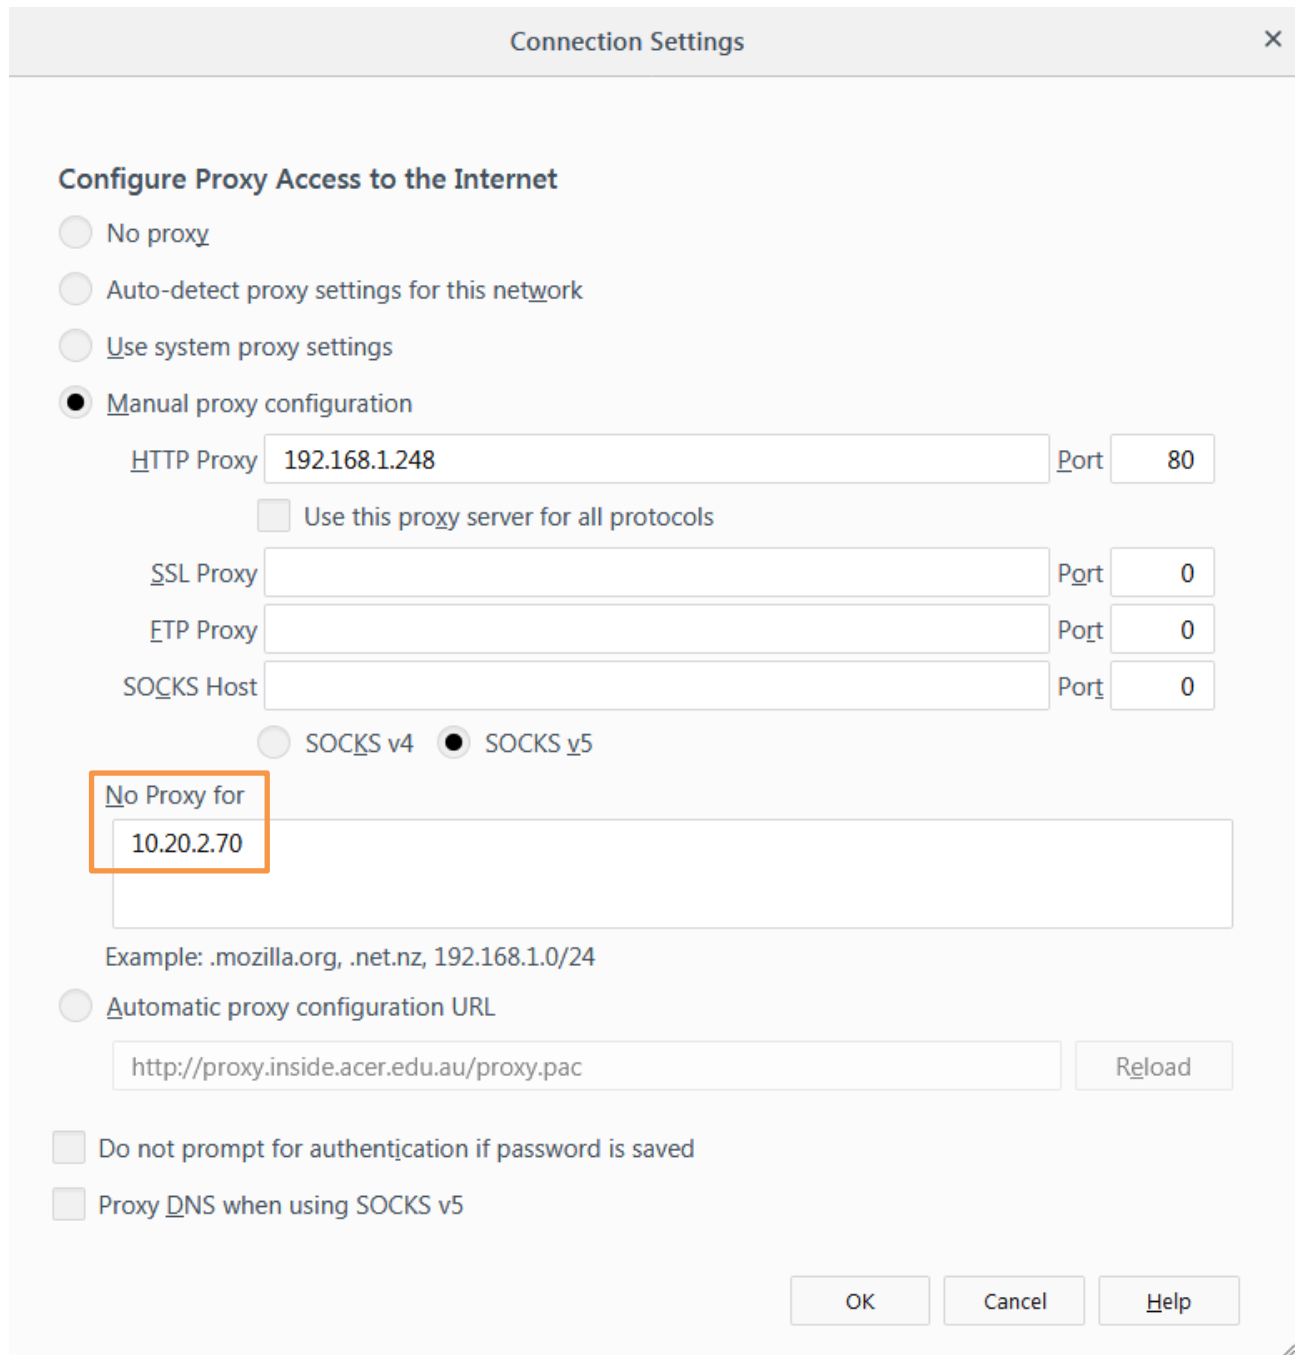 Connection Settings ×
Configure Proxy Access to the Internet
No proxy
Auto-detect proxy settings for this network
Use system proxy settings
Manual proxy configuration
HTTP Proxy 192.168.1.248 Port 80
Use this proxy server for all protocols
SSL Proxy Port 0
FTP Proxy Port 0
SOCKS Host Port 0
SOCKS v4 SOCKS v5
No Proxy for
10.20.2.70
Example: .mozilla.org, .net.nz, 192.168.1.0/24
Automatic proxy configuration URL
http://proxy.inside.acer.edu.au/proxy.pac Reload
Do not prompt for authentication if password is saved
Proxy DNS when using SOCKS v5
OK Cancel Help